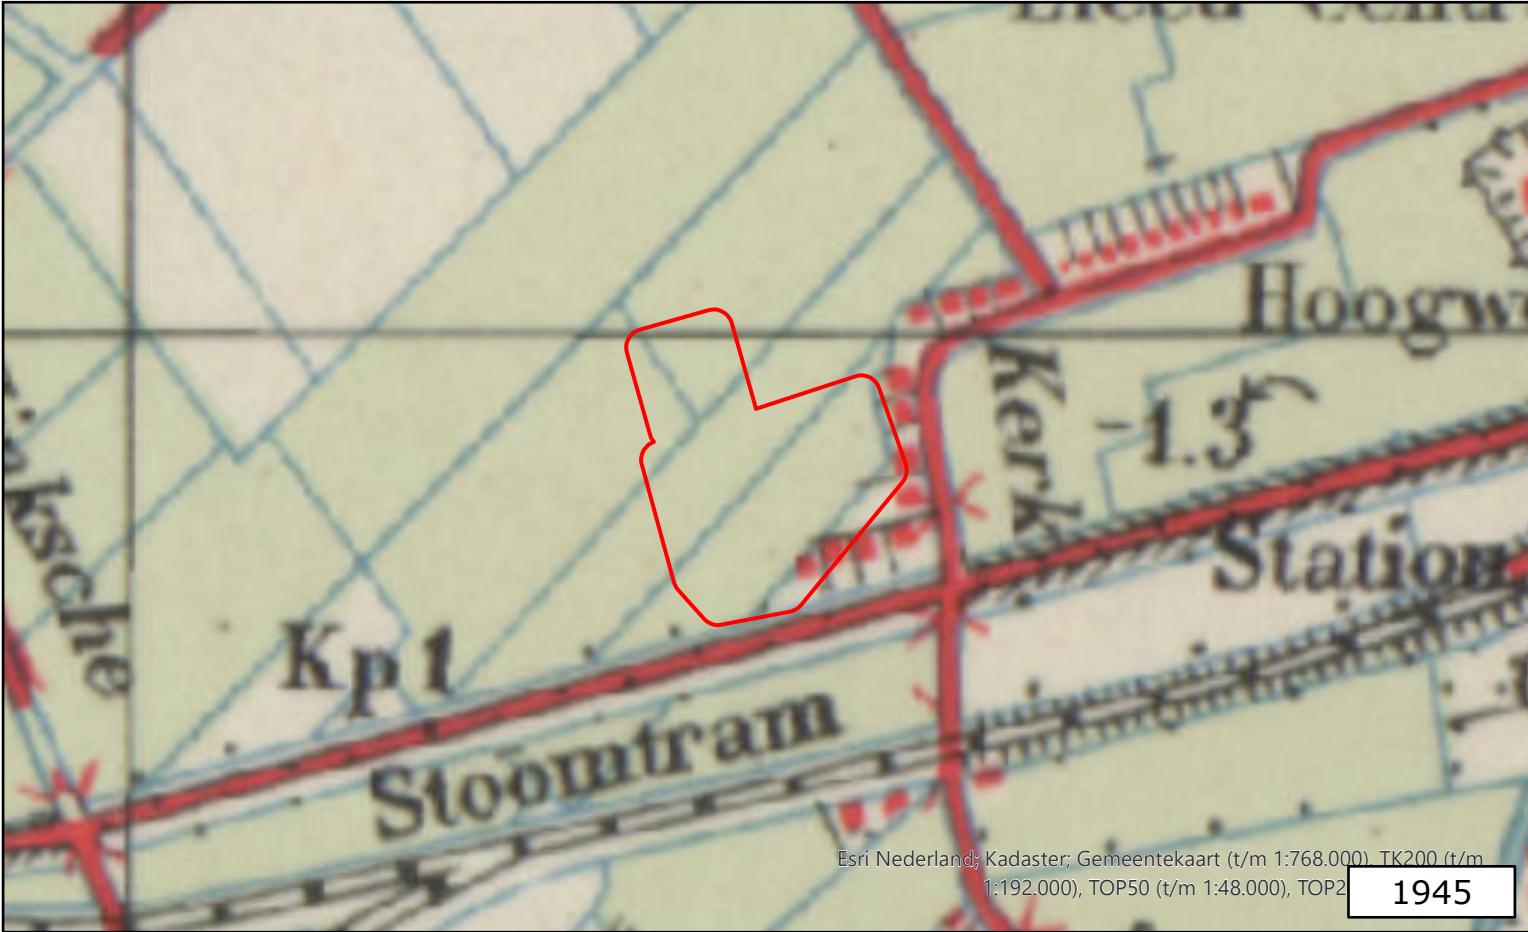 Hoogw
Kerk
-1.3
Station
ksche
Kp 1
Stoomtram
Esri Nederland; Kadaster; Gemeentekaart (t/m 1:768.000), TK200 (t/m
1:192.000), TOP50 (t/m 1:48.000), TOP2
1945